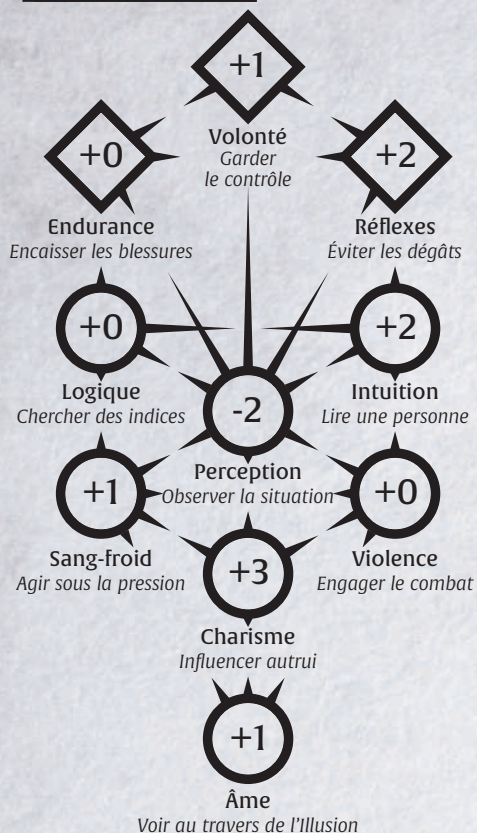 +1
Volonté
Garder
le contrôle
+0
Endurance
Encaisser les blessures
+2
Réflexes
Éviter les dégâts
+0
Logique
Chercher des indices
+2
Intuition
Lire une personne
-2
Perception
Observer la situation
+1
Sang-froid
Agir sous la pression
+0
Violence
Engager le combat
+3
Charisme
Influencer autrui
+1
Âme
Voir au travers de l’Illusion